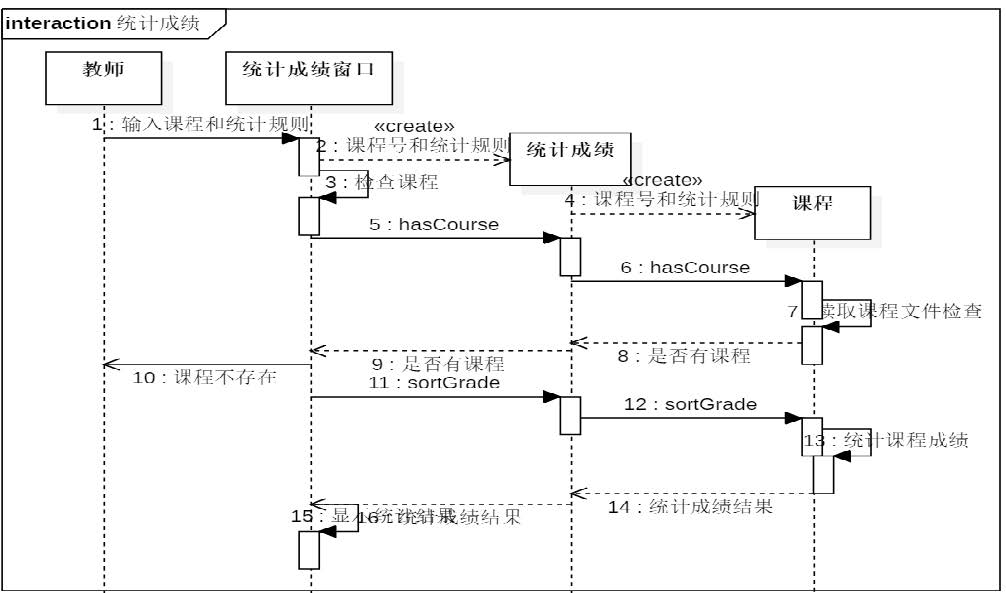 interaction 统计成绩
教师
统计成绩窗口
1 : 输入课程和统计规则
«create»
2 : 课程号和统计规则
统计成绩
3 : 检查课程
«create»
4 : 课程号和统计规则
课程
5 : hasCourse
6 : hasCourse
7 : 读取课程文件检查
8 : 是否有课程
9 : 是否有课程
10 : 课程不存在
11 : sortGrade
12 : sortGrade
13 : 统计课程成绩
14 : 统计成绩结果
15 : 显示统计结果
16 : 统计成绩结果